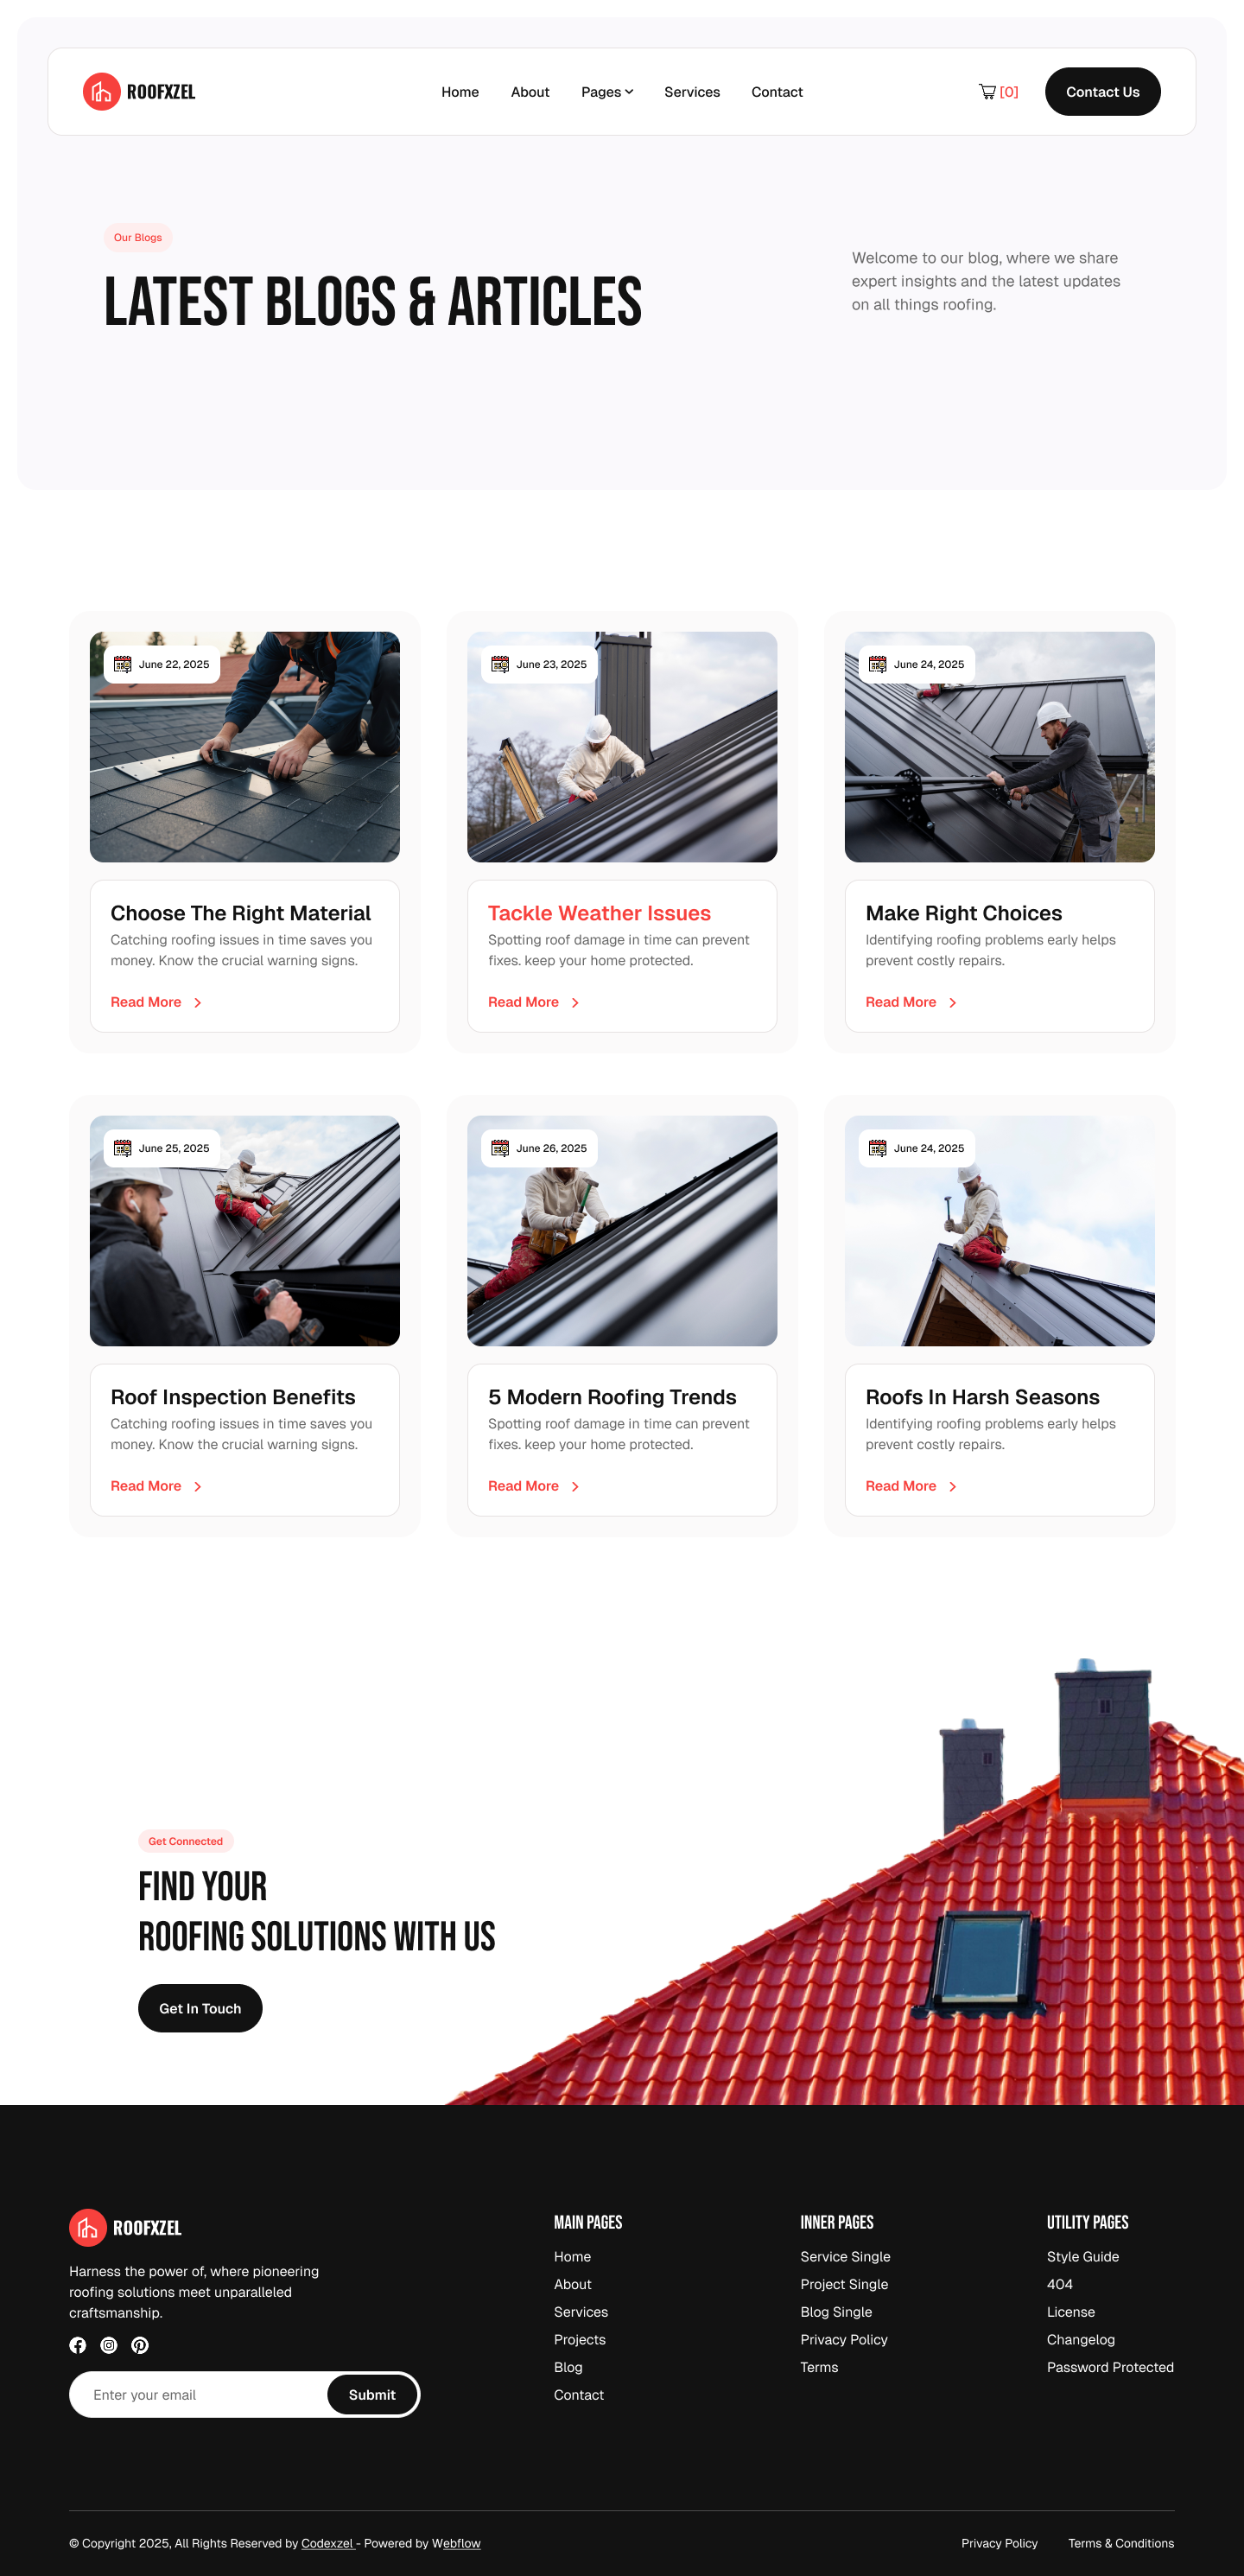 ROOFXZEL
Home
About
Pages
Services
Contact
[0]
Contact Us
Our Blogs
LATEST BLOGS & ARTICLES
Welcome to our blog, where we share
expert insights and the latest updates
on all things roofing.
June 22, 2025
June 23, 2025
June 24, 2025
Choose The Right Material
Catching roofing issues in time saves you
money. Know the crucial warning signs.
Read More
Tackle Weather Issues
Spotting roof damage in time can prevent
fixes. keep your home protected.
Read More
Make Right Choices
Identifying roofing problems early helps
prevent costly repairs.
Read More
June 25, 2025
June 26, 2025
June 24, 2025
Roof Inspection Benefits
Catching roofing issues in time saves you
money. Know the crucial warning signs.
Read More
5 Modern Roofing Trends
Spotting roof damage in time can prevent
fixes. keep your home protected.
Read More
Roofs In Harsh Seasons
Identifying roofing problems early helps
prevent costly repairs.
Read More
Get Connected
FIND YOUR
ROOFING SOLUTIONS WITH US
Get In Touch
ROOFXZEL
Harness the power of, where pioneering
roofing solutions meet unparalleled
craftsmanship.
Enter your email
Submit
MAIN PAGES
Home
About
Services
Projects
Blog
Contact
INNER PAGES
Service Single
Project Single
Blog Single
Privacy Policy
Terms
UTILITY PAGES
Style Guide
404
License
Changelog
Password Protected
© Copyright 2025, All Rights Reserved by Codexzel - Powered by Webflow
Privacy Policy
Terms & Conditions